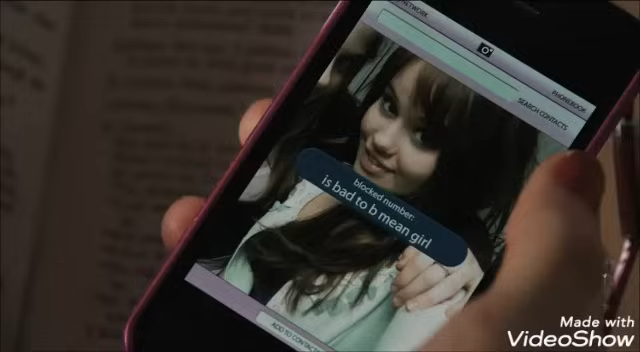 NETWORK
PHONEBOOK
SEARCH CONTACTS
blocked number:
is bad to b mean girl
ADD TO CONTACTS
Made with
VideoShow